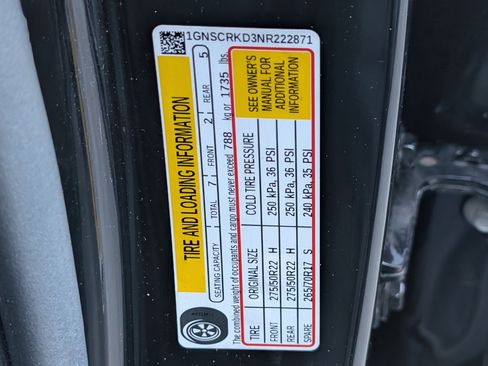 1GNSCRKD3NR222871
TIRE AND LOADING INFORMATION
SEATING CAPACITY | TOTAL 7 | FRONT 2 | REAR 5
The combined weight of occupants and cargo must never exceed 788 kg or 1735 lbs.
TIRE | ORIGINAL SIZE | COLD TIRE PRESSURE
FRONT | 275/50R22 H | 250 kPa, 36 PSI
REAR | 275/50R22 H | 250 kPa, 36 PSI
SPARE | 265/70R17 S | 240 kPa, 35 PSI
SEE OWNER'S
MANUAL FOR
ADDITIONAL
INFORMATION